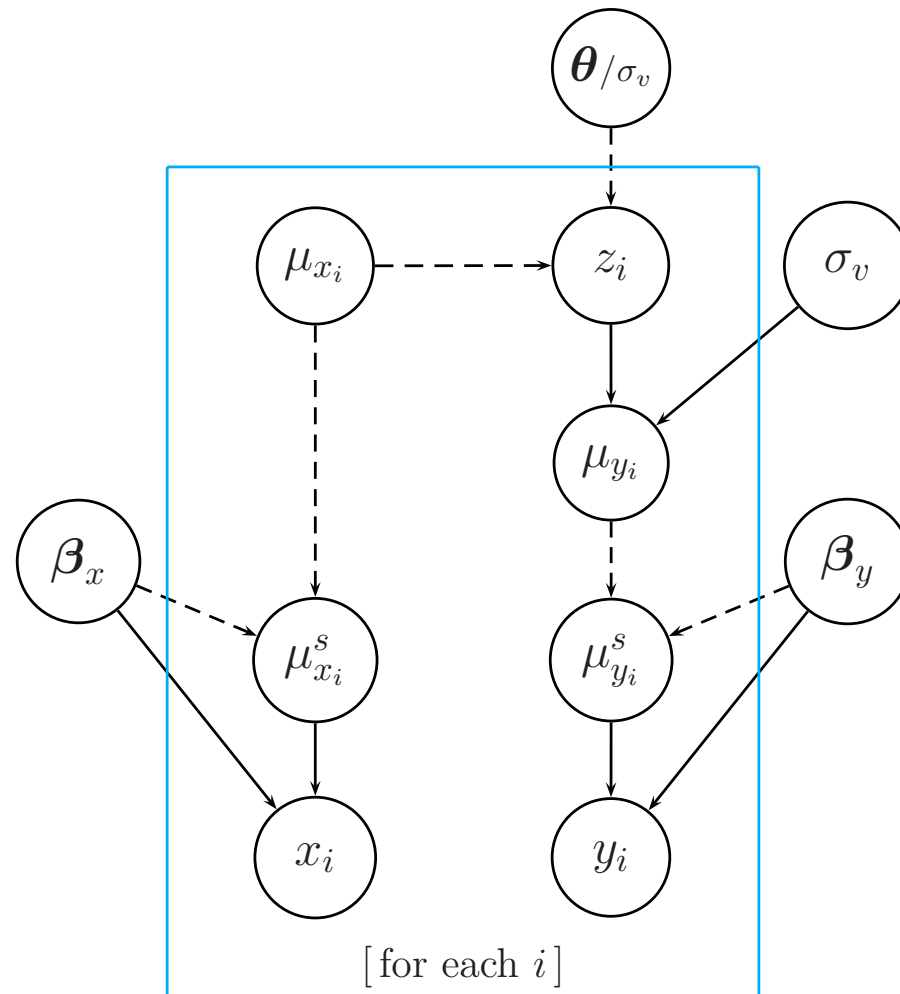 θ/σ_v
μ_{x_i}
z_i
σ_v
μ_{y_i}
β_x
β_y
μ^s_{x_i}
μ^s_{y_i}
x_i
y_i
[for each i]